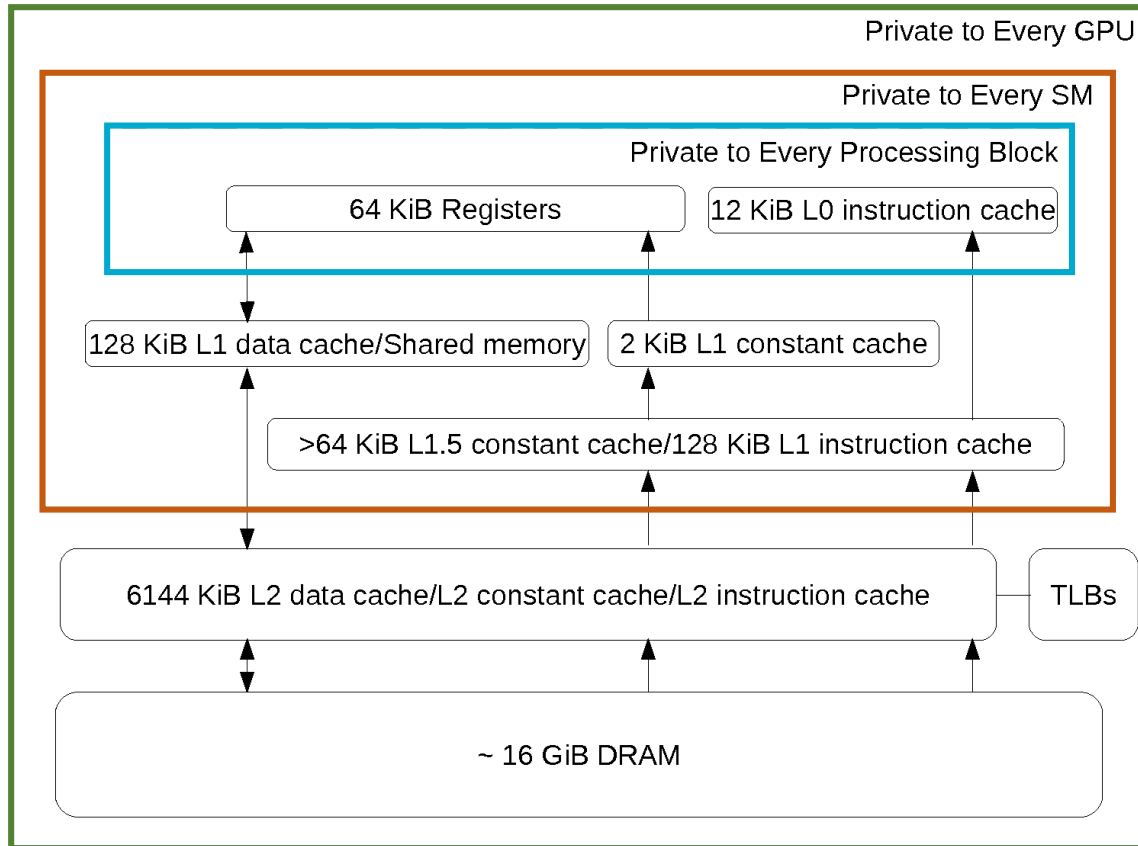 Private to Every GPU
Private to Every SM
Private to Every Processing Block
64 KiB Registers
12 KiB L0 instruction cache
128 KiB L1 data cache/Shared memory
2 KiB L1 constant cache
>64 KiB L1.5 constant cache/128 KiB L1 instruction cache
6144 KiB L2 data cache/L2 constant cache/L2 instruction cache
TLBs
~ 16 GiB DRAM